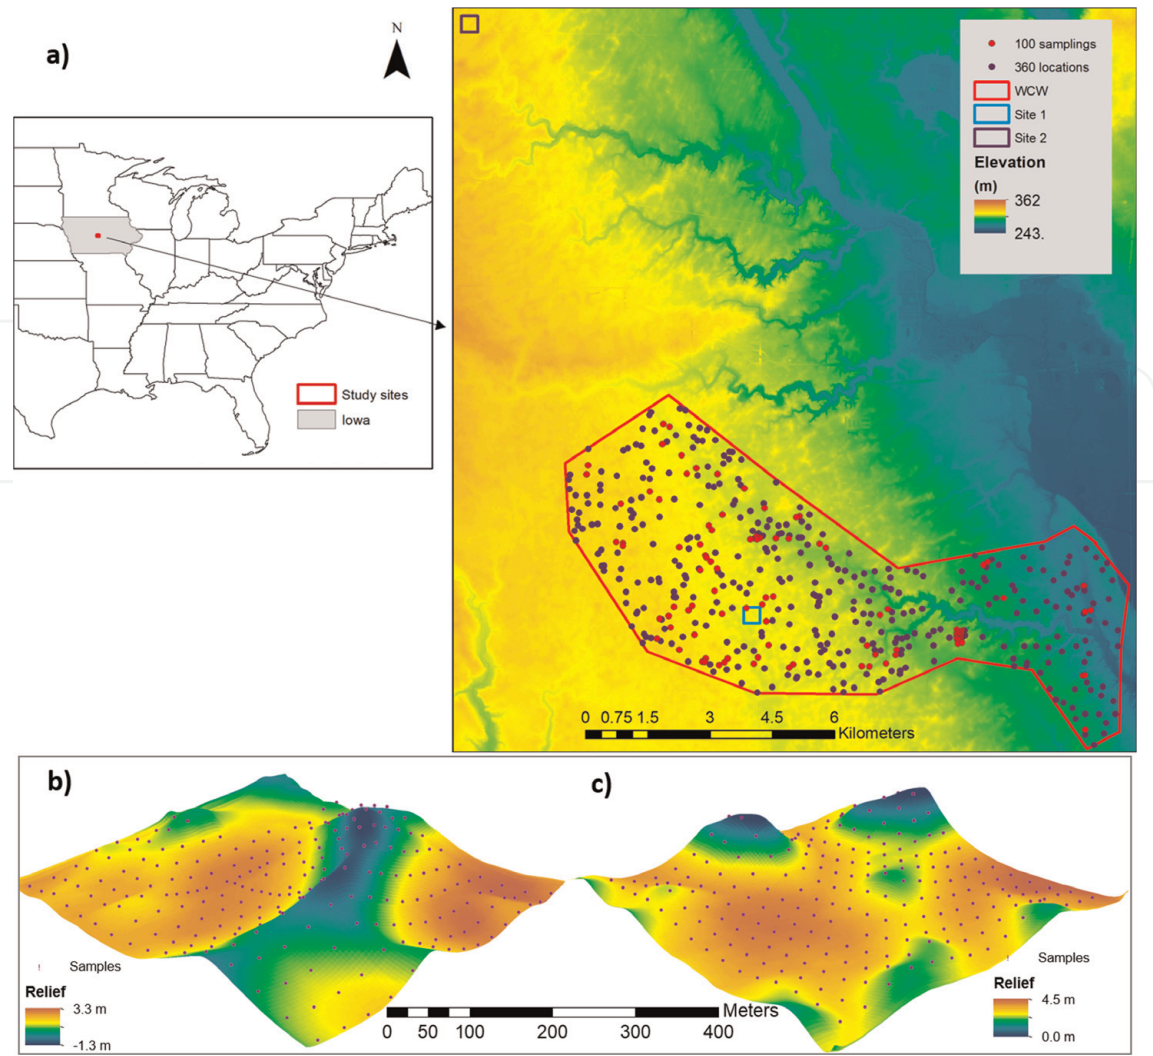 a)
N
Study sites
Iowa
100 samplings
360 locations
WCW
Site 1
Site 2
Elevation
(m)
362
243.
0 0.75 1.5 3 4.5 6
Kilometers
b)
Samples
Relief
3.3 m
-1.3 m
c)
Samples
Relief
4.5 m
0.0 m
Meters
0 50 100 200 300 400